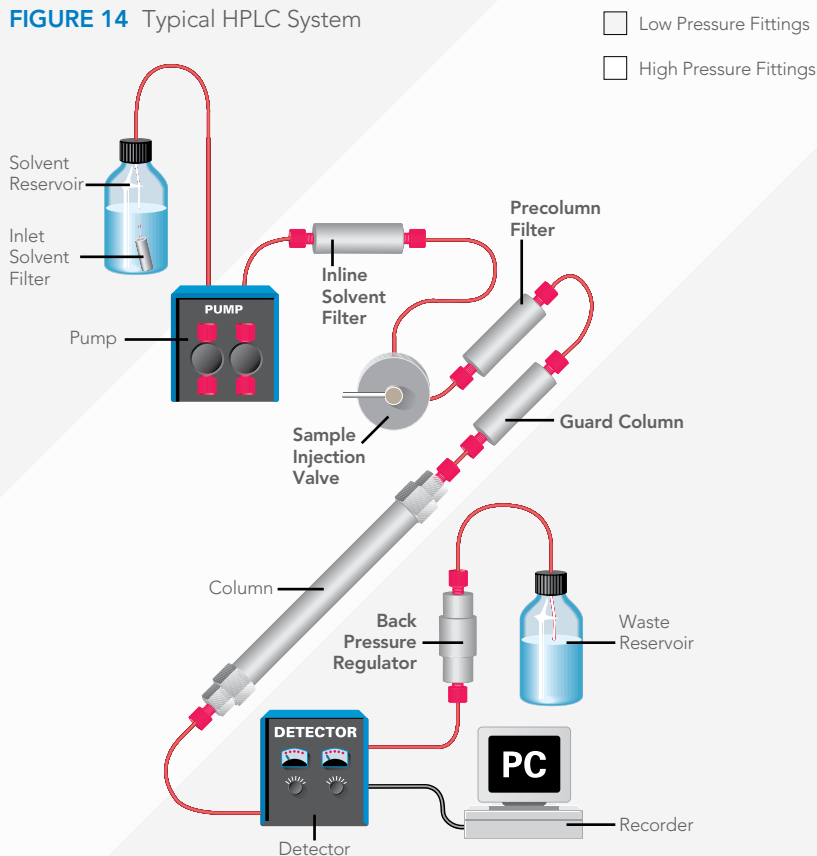 FIGURE 14 Typical HPLC System
Low Pressure Fittings
High Pressure Fittings
Solvent
Reservoir
Inlet
Solvent
Filter
Pump
PUMP
Inline
Solvent
Filter
Precolumn
Filter
Sample
Injection
Valve
Guard Column
Column
Back
Pressure
Regulator
Waste
Reservoir
DETECTOR
PC
Recorder
Detector